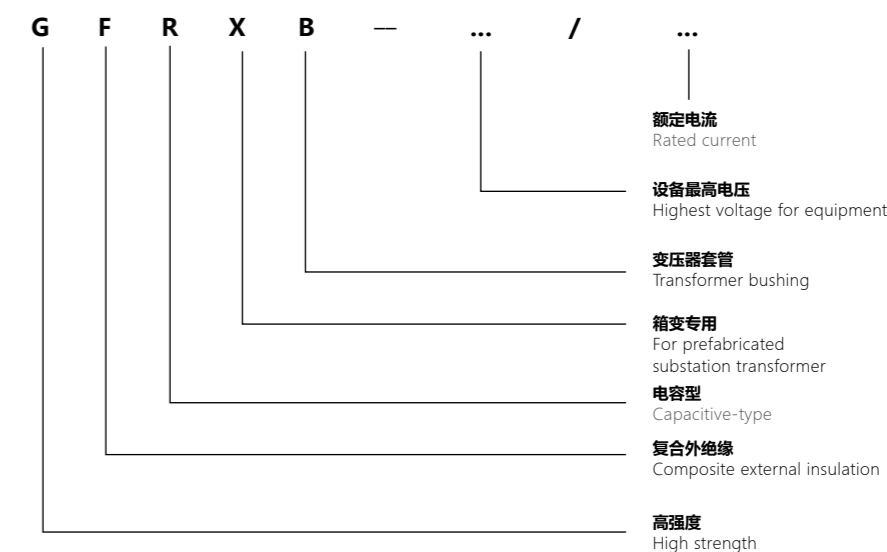 G F R X B — ... / ...
额定电流
Rated current
设备最高电压
Highest voltage for equipment
变压器套管
Transformer bushing
箱变专用
For prefabricated
substation transformer
电容型
Capacitive-type
复合外绝缘
Composite external insulation
高强度
High strength